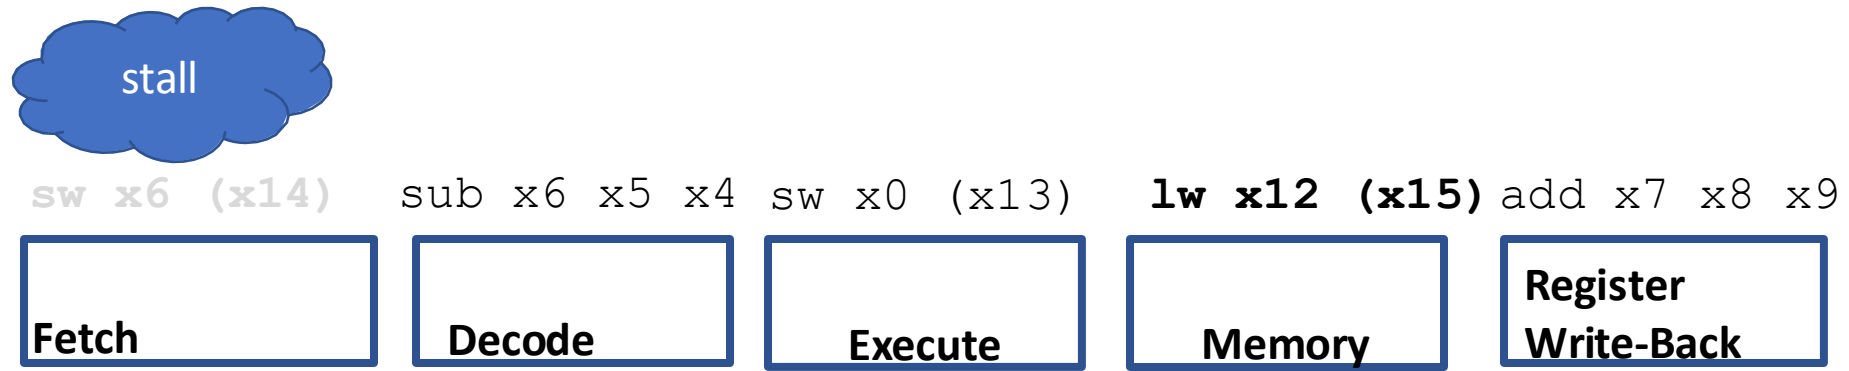 stall
sw x6 (x14) sub x6 x5 x4 sw x0 (x13) lw x12 (x15) add x7 x8 x9
Fetch Decode Execute Memory Register
Write-Back